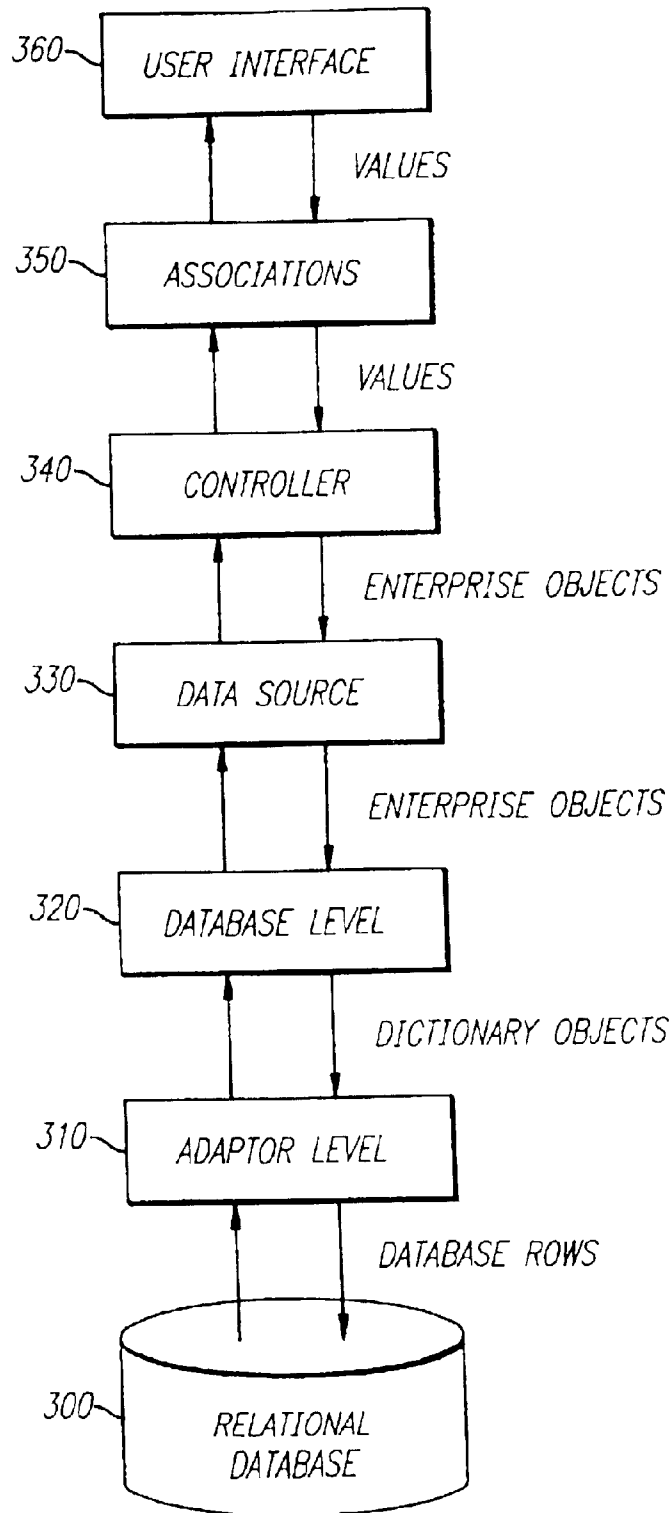 360
USER INTERFACE
VALUES
350
ASSOCIATIONS
VALUES
340
CONTROLLER
ENTERPRISE OBJECTS
330
DATA SOURCE
ENTERPRISE OBJECTS
320
DATABASE LEVEL
DICTIONARY OBJECTS
310
ADAPTOR LEVEL
DATABASE ROWS
300
RELATIONAL
DATABASE